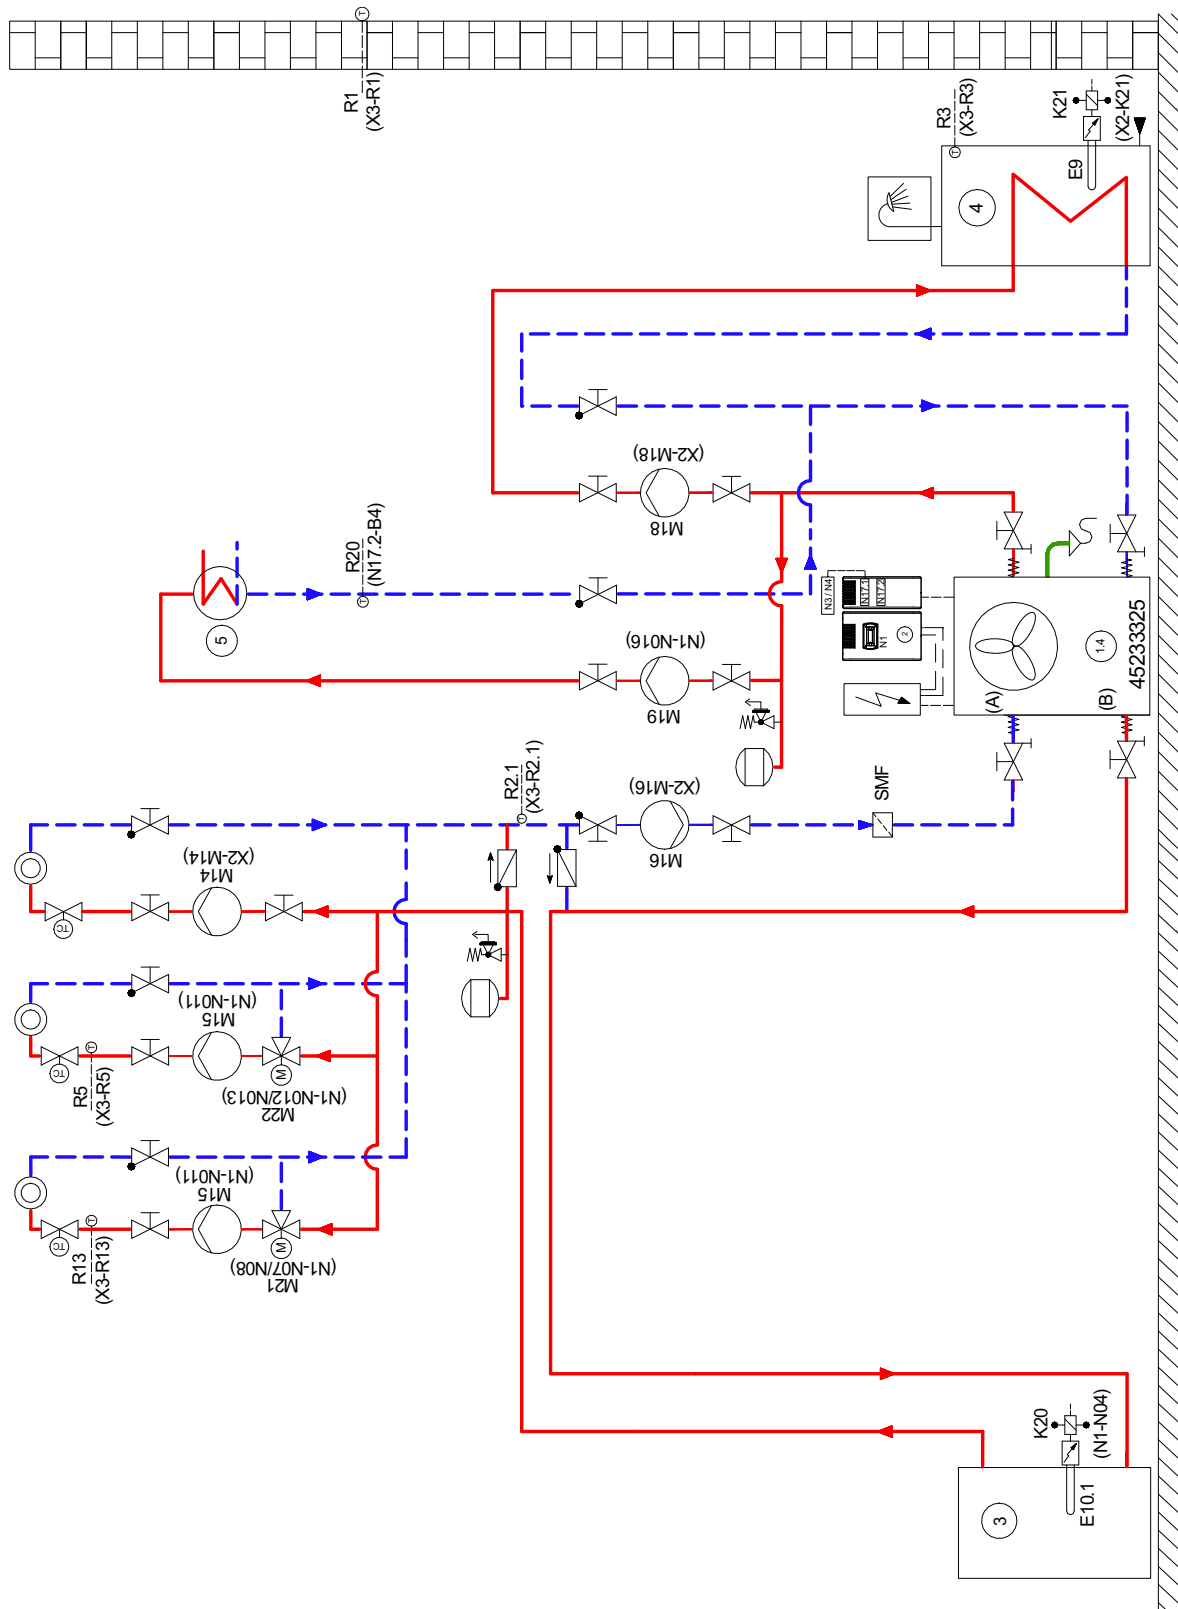 R1
(X3-R1)
R3
(X3-R3)
K21
(X2-K21)
E9
4
(X2-M18)
M18
R20
(N17.2-B4)
5
N3 / N4
N17.1
N17.2
N1
2
(N1-N016)
M19
(A)
(B)
1.4
45233325
R2.1
(X3-R2.1)
(X2-M16)
M16
SMF
(X2-M14)
M14
TC
(N1-N011)
M15
TC
R5
(X3-R5)
M
M22
(N1-N012/N013)
(N1-N011)
M15
TC
R13
(X3-R13)
M
M21
(N1-N07/N08)
K20
(N1-N04)
E10.1
3
T
T
T
T
T
T